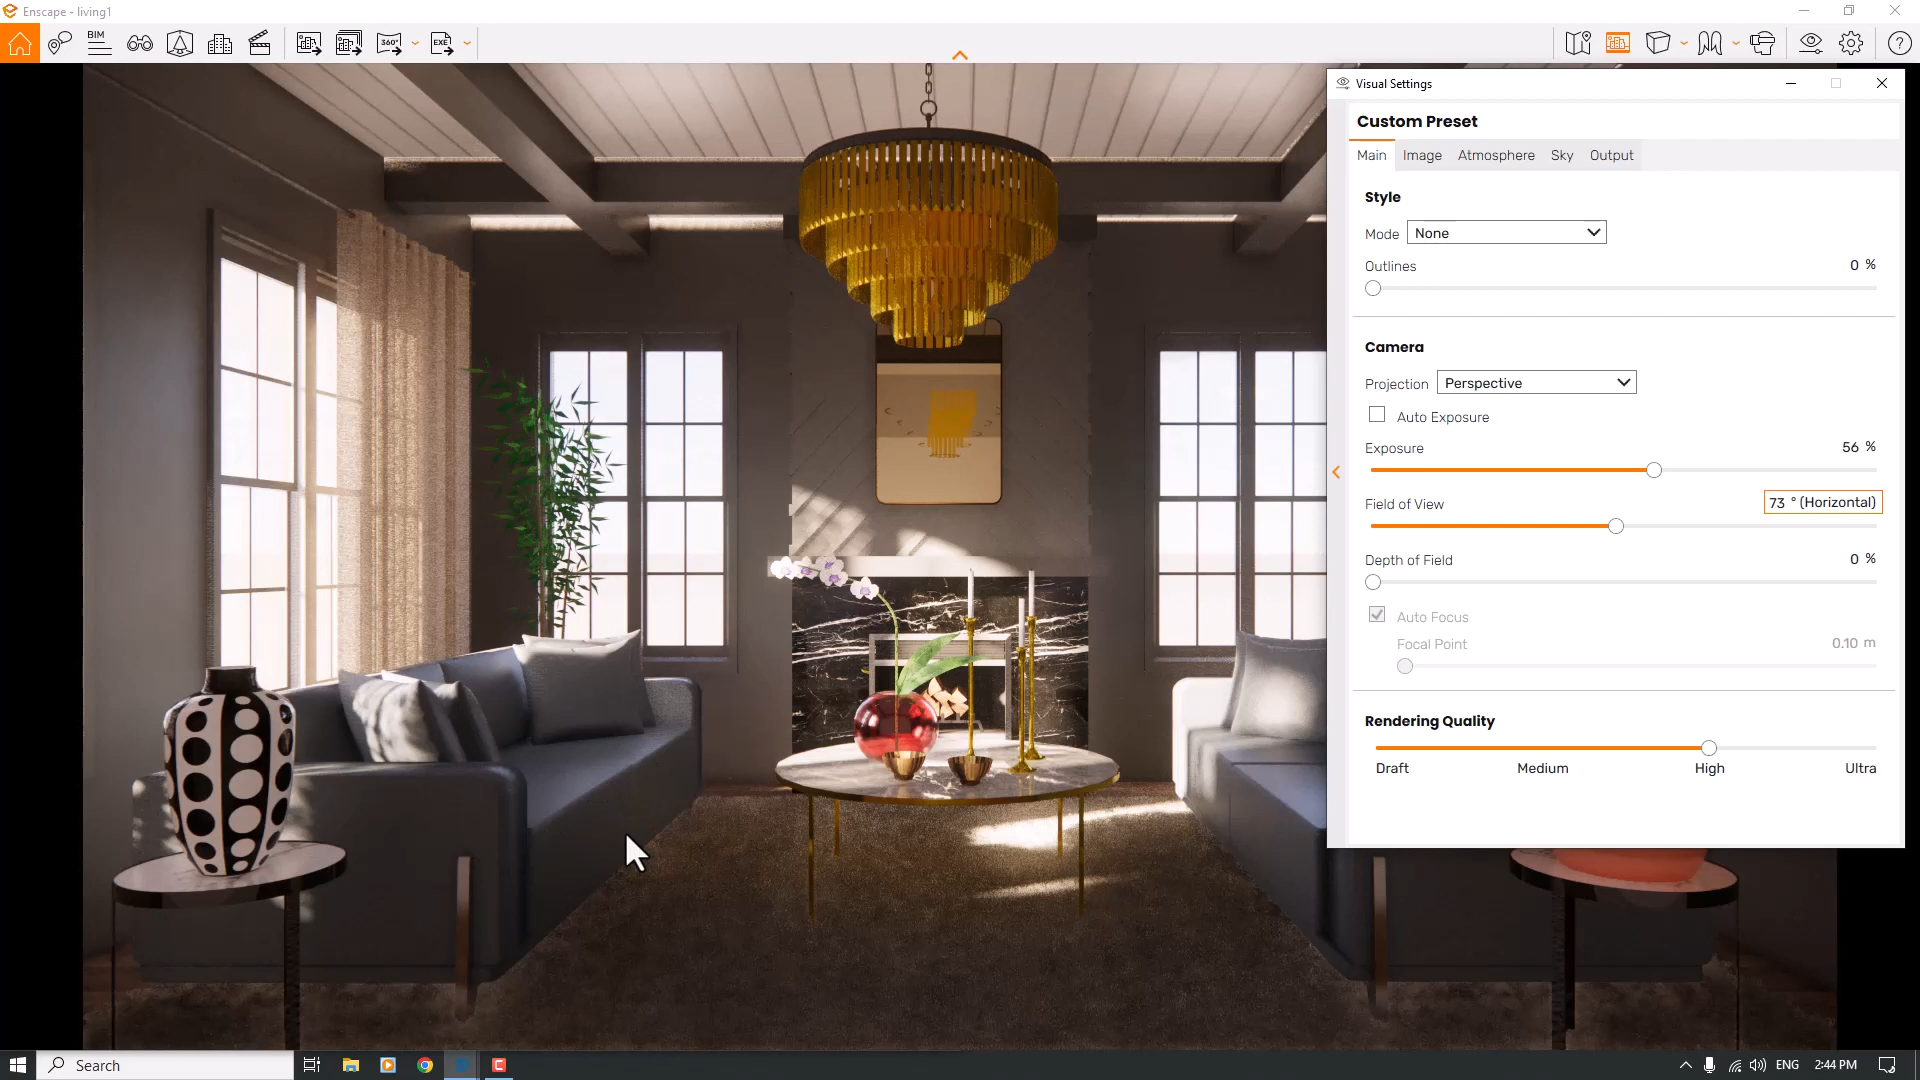 Enscape - living1
BIM
360°
EXE
?
Visual Settings
Custom Preset
Main Image Atmosphere Sky Output
Style
Mode None
Outlines 0 %
Camera
Projection Perspective
Auto Exposure
Exposure 56 %
Field of View 73 ° (Horizontal)
Depth of Field 0 %
Auto Focus
Focal Point 0.10 m
Rendering Quality
Draft Medium High Ultra
Search
C
ENG 2:44 PM